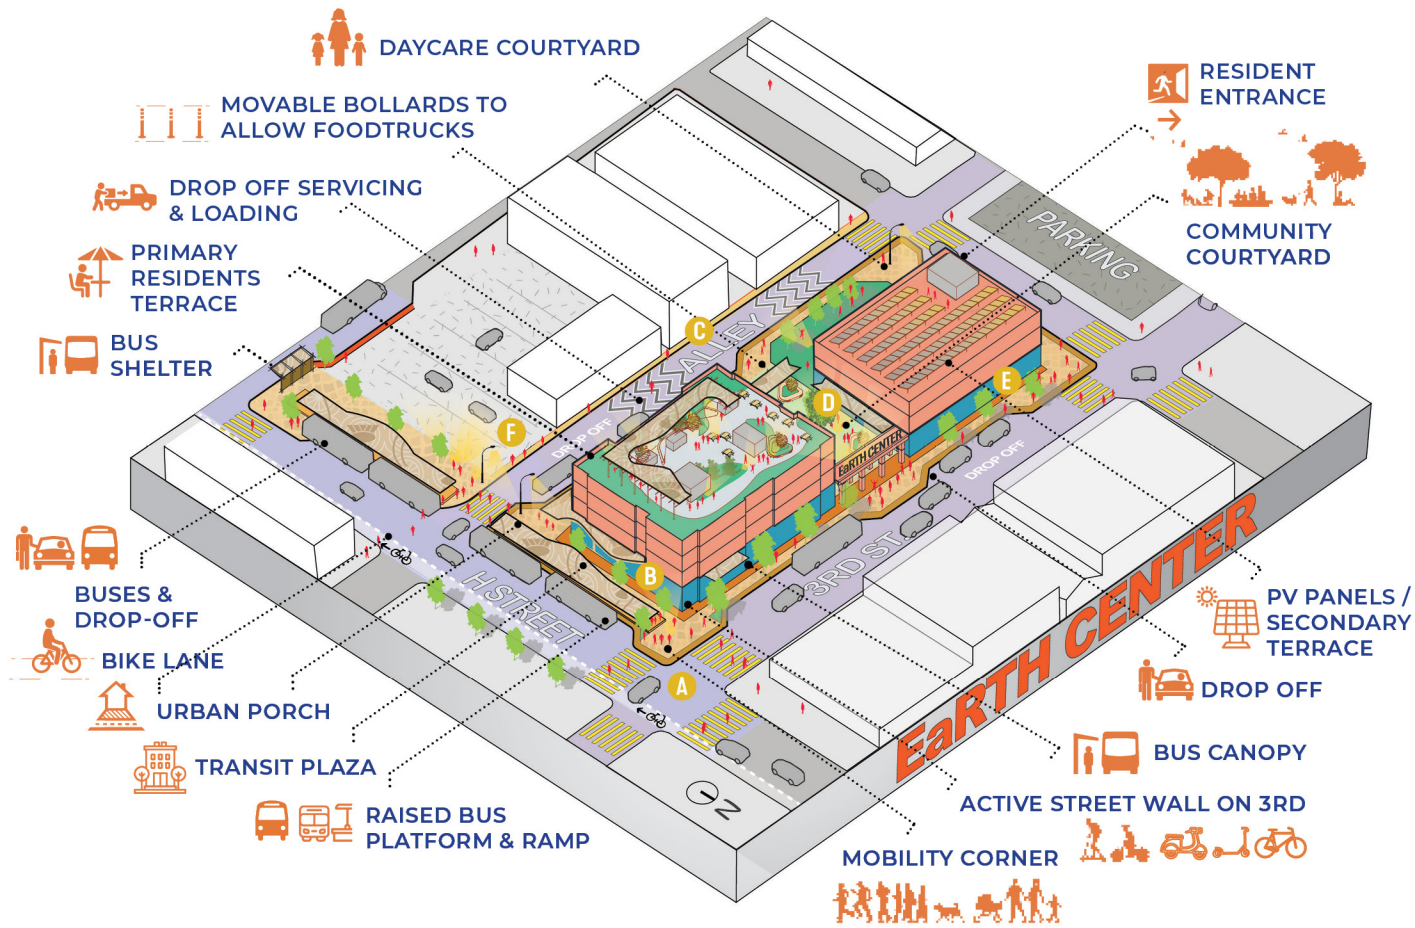 DAYCARE COURTYARD
MOVABLE BOLLARDS TO
ALLOW FOODTRUCKS
DROP OFF SERVICING
& LOADING
PRIMARY
RESIDENTS
TERRACE
BUS
SHELTER
RESIDENT
ENTRANCE
COMMUNITY
COURTYARD
PARKING
C
ALLEY
E
D
F
DROP OFF
EaRTH CENTER
DROP OFF
B
3RD ST.
H STREET
A
N
EaRTH CENTER
BUSES &
DROP-OFF
BIKE LANE
URBAN PORCH
TRANSIT PLAZA
RAISED BUS
PLATFORM & RAMP
PV PANELS /
SECONDARY
TERRACE
DROP OFF
BUS CANOPY
ACTIVE STREET WALL ON 3RD
MOBILITY CORNER